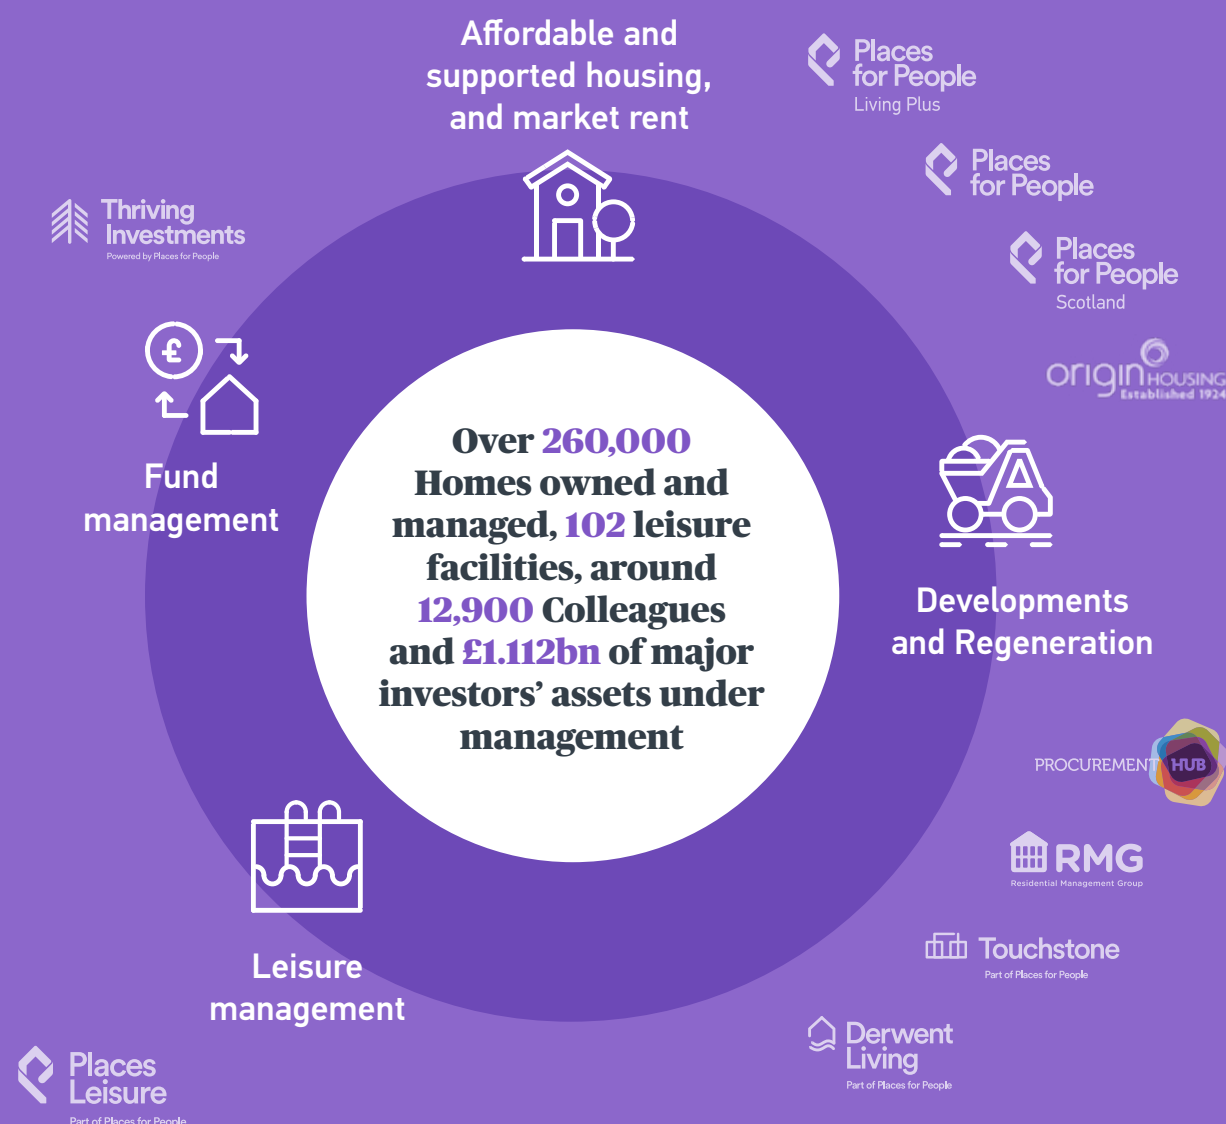 Affordable and
supported housing,
and market rent
Places
for People
Living Plus
Places
for People
Thriving
Investments
Powered by Places for People
Places
for People
Scotland
£
origin HOUSING
Established 1924
Fund
management
Over 260,000
Homes owned and
managed, 102 leisure
facilities, around
12,900 Colleagues
and £1.112bn of major
investors’ assets under
management
Developments
and Regeneration
PROCUREMENT HUB
RMG
Residential Management Group
Touchstone
Part of Places for People
Leisure
management
Derwent
Living
Part of Places for People
Places
Leisure
Part of Places for People